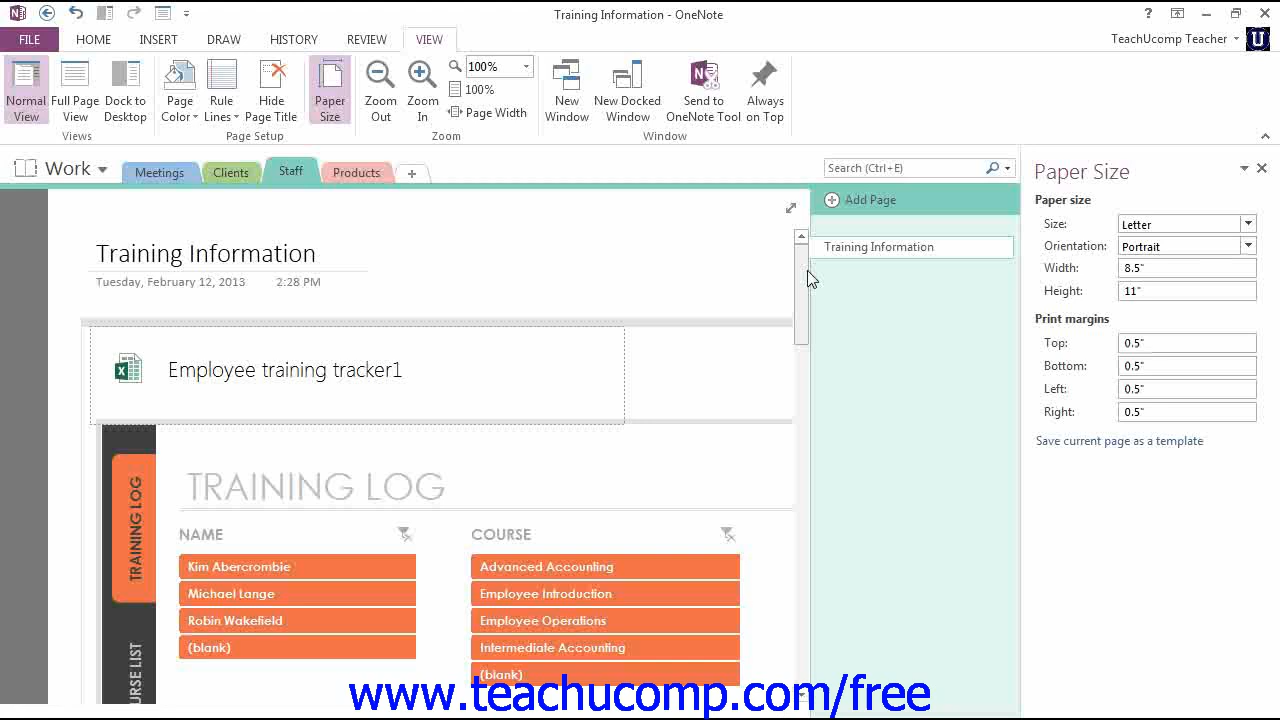 Training Information - OneNote
?
TeachUcomp Teacher
U
FILE HOME INSERT DRAW HISTORY REVIEW VIEW
Normal View
Full Page View
Dock to Desktop
Views
Page Color
Rule Lines
Hide Page Title
Page Setup
Paper Size
Zoom Out
Zoom In
100%
100%
Page Width
Zoom
New Window
New Docked Window
Send to OneNote Tool
Always on Top
Window
Work
Meetings
Clients
Staff
Products
Search (Ctrl+E)
Add Page
Training Information
Training Information
Tuesday, February 12, 2013 2:28 PM
Employee training tracker1
TRAINING LOG
URSE LIST
TRAINING LOG
NAME
Kim Abercrombie
Michael Lange
Robin Wakefield
(blank)
COURSE
Advanced Accounting
Employee Introduction
Employee Operations
Intermediate Accounting
(blank)
Paper Size
Paper size
Size: Letter
Orientation: Portrait
Width: 8.5"
Height: 11"
Print margins
Top: 0.5"
Bottom: 0.5"
Left: 0.5"
Right: 0.5"
Save current page as a template
www.teachucomp.com/free